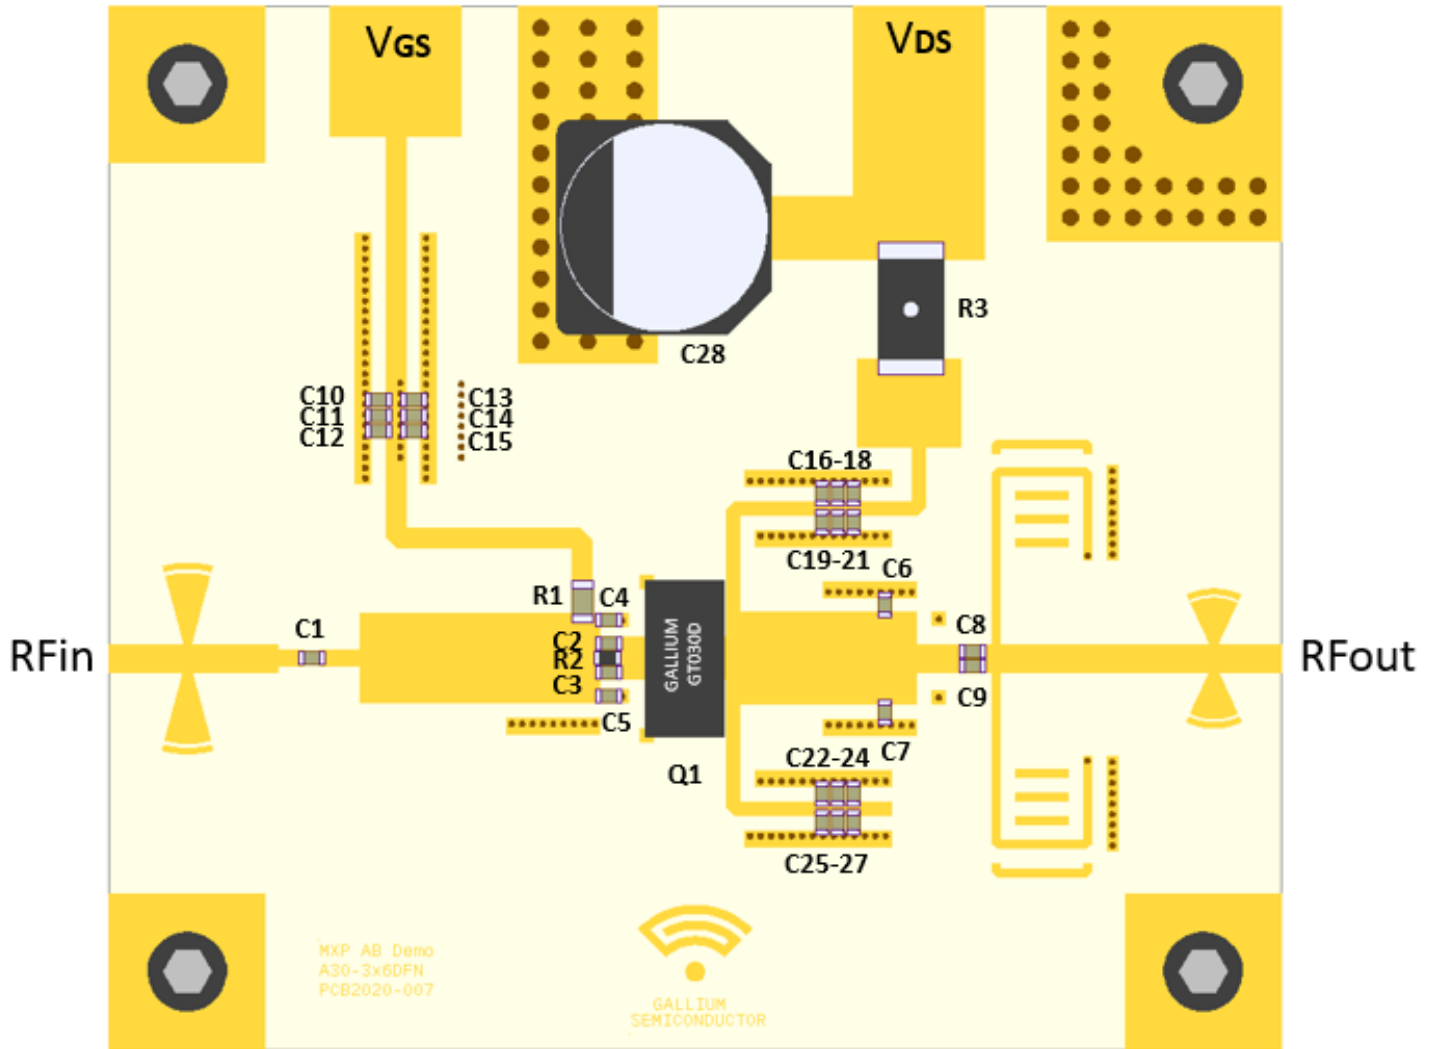 VGS
VDS
R3
C28
C10
C11
C12
C13
C14
C15
C16-18
C19-21
C6
R1
C4
C1
C2
R2
C3
C5
GALLIUM
GT030D
C8
C9
RFin
RFout
C7
Q1
C22-24
C25-27
MXP AB Demo
A30-3x6DFN
PCB2020-007
GALLIUM
SEMICONDUCTOR